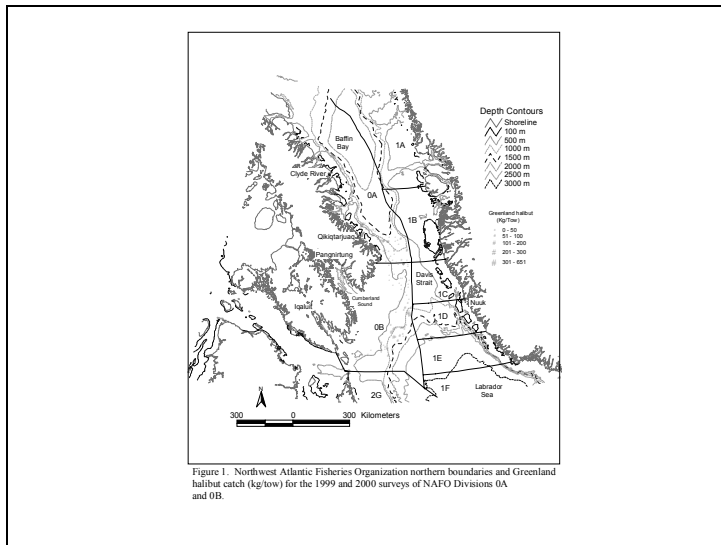 Depth Contours
Shoreline
100 m
500 m
1000 m
1500 m
2000 m
2500 m
3000 m
1A
Baffin
Bay
Clyde River
0A
1B
Greenland halibut
(Kg/Tow)
0 - 50
51 - 100
101 - 200
201 - 300
301 - 651
Qikiqtarjuaq
Pangnirtung
Davis
Strait
Cumberland
Sound
1C
Nuuk
Iqaluit
1D
0B
1E
1F
Labrador
Sea
2G
N
300 0 300 Kilometers
Figure 1. Northwest Atlantic Fisheries Organization northern boundaries and Greenland
halibut catch (kg/tow) for the 1999 and 2000 surveys of NAFO Divisions 0A
and 0B.